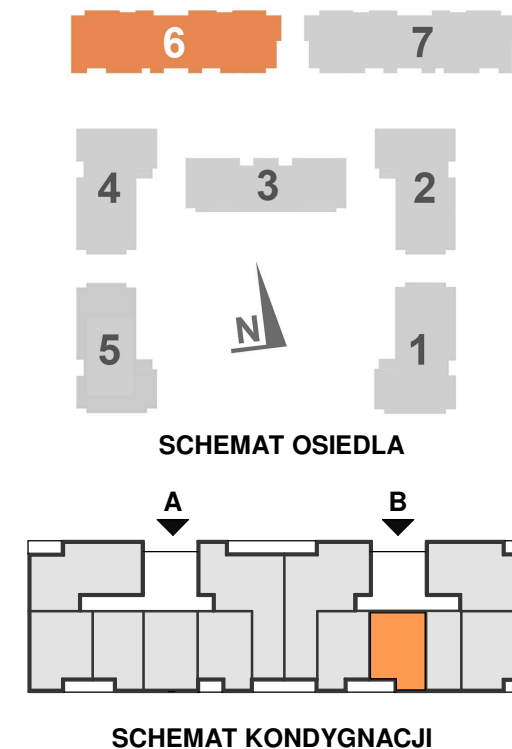 6 7
4 3 2
N
5 1
SCHEMAT OSIEDLA
A B
SCHEMAT KONDYGNACJI